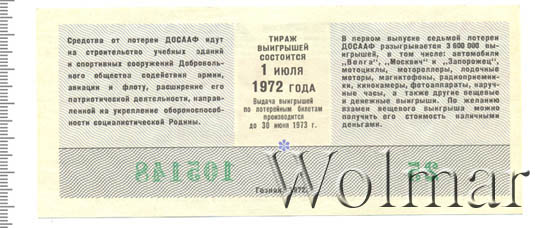 Средства от лотереи ДОСААФ идут
на строительство учебных зданий
и спортивных сооружений Доброволь-
ного общества содействия армии,
авиации и флоту, расширение его
патриотической деятельности, направлен-
ной на укрепление обороноспособ-
ности социалистической Родины.
ТИРАЖ
ВЫИГРЫШЕЙ
СОСТОИТСЯ
1 ИЮЛЯ
1972 ГОДА
Выдача выигрышей
по лотерейным билетам
производится
до 30 июня 1973 г.
В первом выпуске седьмой лотереи
ДОСААФ разыгрывается 3 600 000 вы-
игрышей, в том числе: автомобили
„Волга", „Москвич" и „Запорожец",
мотоциклы, мотороллеры, лодочные
моторы, магнитофоны, радиоприемни-
ки, кинокамеры, фотоаппараты, наруч-
ные часы, а также другие вещевые
и денежные выигрыши. По желанию
взамен вещевого выигрыша можно
получить его стоимость наличными
деньгами.
105148
25
Гознак. 1972.
Wolmar